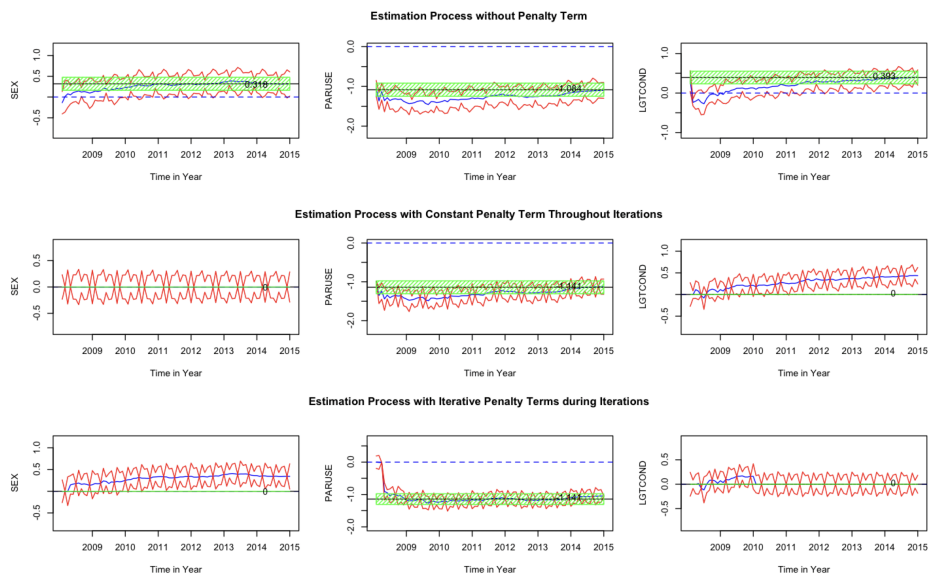 Estimation Process without Penalty Term
SEX
-0.5 0.5 1.0
0.318
2009 2010 2011 2012 2013 2014 2015
Time in Year
PARUSE
-2.0 -1.0 0.0
-1.084
2009 2010 2011 2012 2013 2014 2015
Time in Year
LGTCOND
-1.0 0.0 1.0
0.393
2009 2010 2011 2012 2013 2014 2015
Time in Year
Estimation Process with Constant Penalty Term Throughout Iterations
SEX
-0.5 0.0 0.5
0
2009 2010 2011 2012 2013 2014 2015
Time in Year
PARUSE
-2.0 -1.0 0.0
-1.141
2009 2010 2011 2012 2013 2014 2015
Time in Year
LGTCOND
-0.5 0.5 1.0
0
2009 2010 2011 2012 2013 2014 2015
Time in Year
Estimation Process with Iterative Penalty Terms during Iterations
SEX
-0.5 0.5 1.0
0
2009 2010 2011 2012 2013 2014 2015
Time in Year
PARUSE
-2.0 -1.0 0.0
2009 2010 2011 2012 2013 2014 2015
Time in Year
LGTCOND
-0.5 0.0 0.5
0
2009 2010 2011 2012 2013 2014 2015
Time in Year